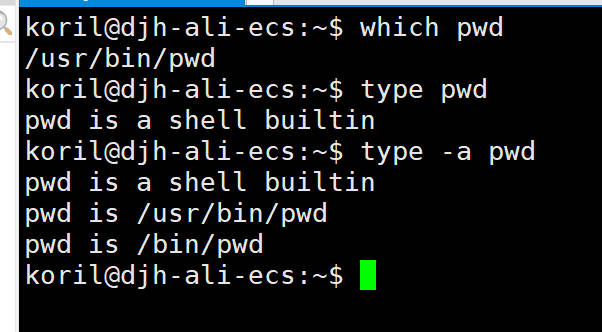 koril@djh-ali-ecs:~$ which pwd
/usr/bin/pwd
koril@djh-ali-ecs:~$ type pwd
pwd is a shell builtin
koril@djh-ali-ecs:~$ type -a pwd
pwd is a shell builtin
pwd is /usr/bin/pwd
pwd is /bin/pwd
koril@djh-ali-ecs:~$